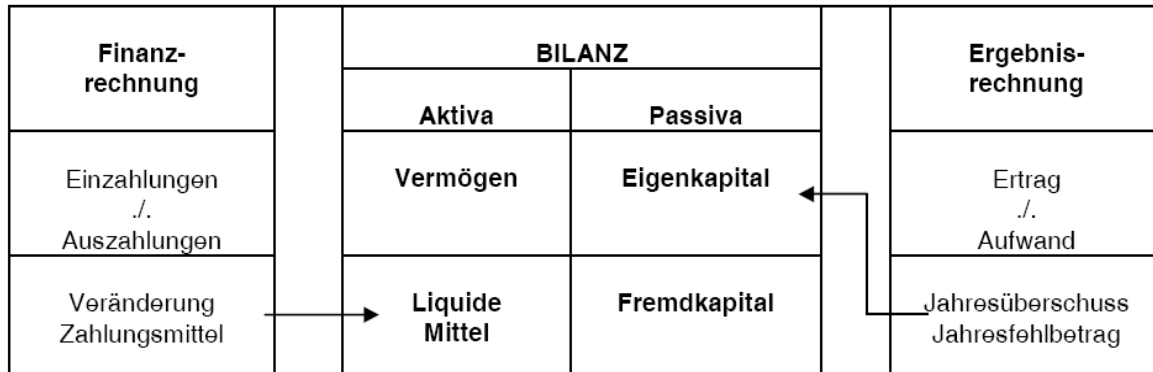 Finanz-
rechnung
BILANZ
Ergebnis-
rechnung
Aktiva
Passiva
Einzahlungen
./.
Auszahlungen
Vermögen
Eigenkapital
Ertrag
./.
Aufwand
Veränderung
Zahlungsmittel
Liquide
Mittel
Fremdkapital
Jahresüberschuss
Jahresfehlbetrag